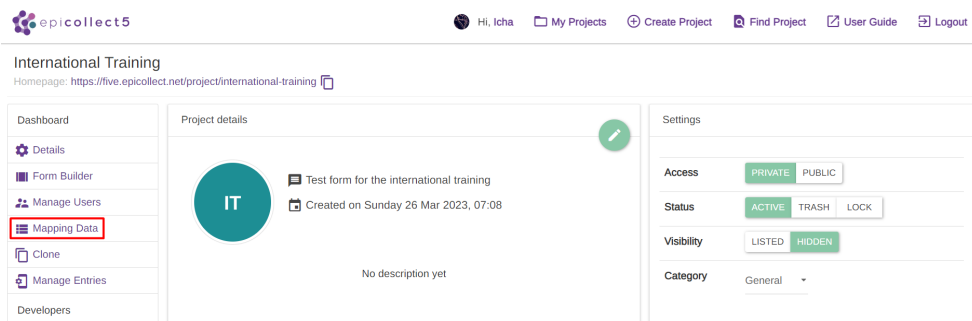 epicollect5
Hi, Icha
My Projects
Create Project
Find Project
User Guide
Logout
International Training
Homepage: https://five.epicollect.net/project/international-training
Dashboard
Details
Form Builder
Manage Users
Mapping Data
Clone
Manage Entries
Developers
Project details
IT
Test form for the international training
Created on Sunday 26 Mar 2023, 07:08
No description yet
Settings
Access
PRIVATE PUBLIC
Status
ACTIVE TRASH LOCK
Visibility
LISTED HIDDEN
Category
General